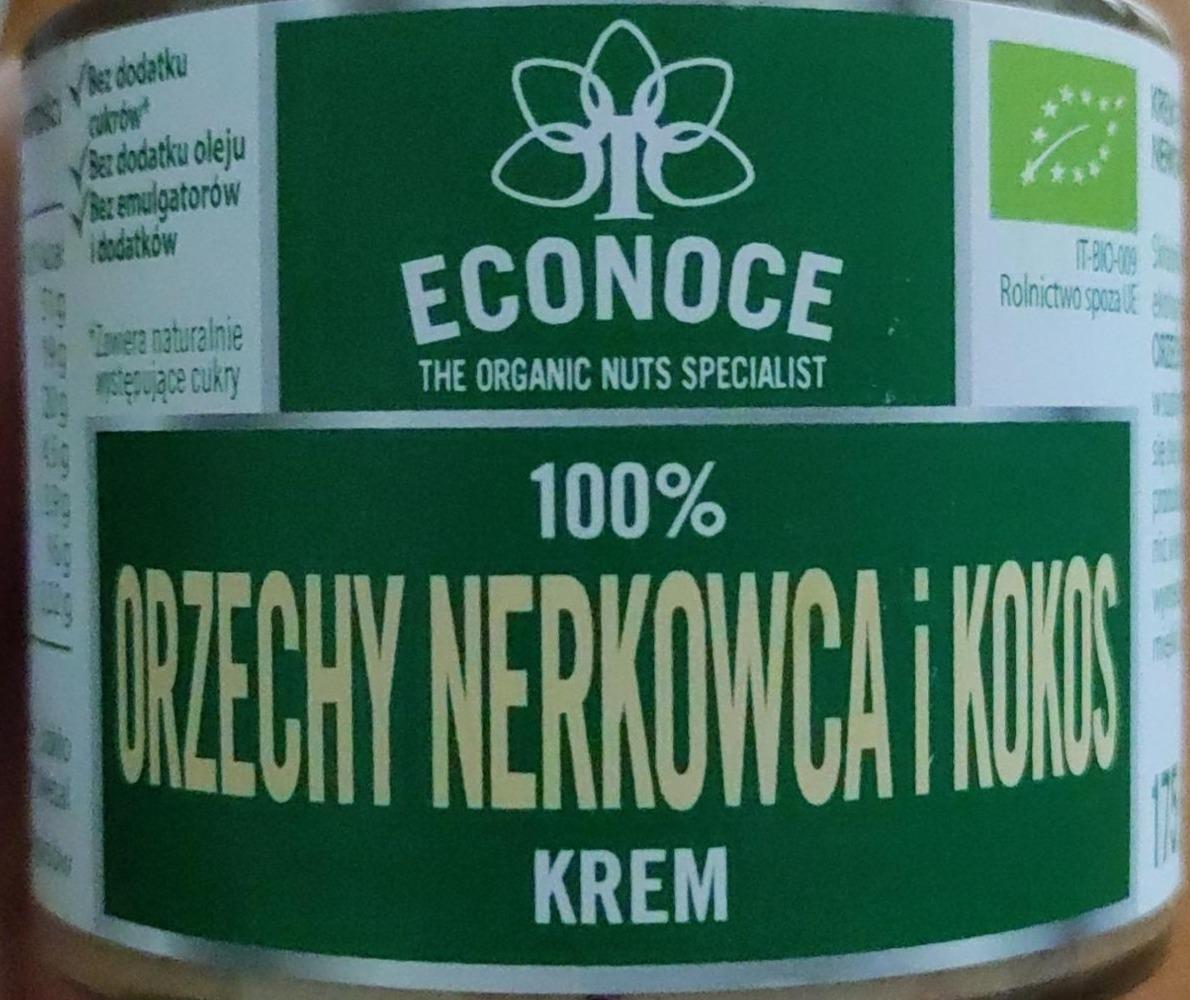 Bez dodatku
cukrów*
Bez dodatku oleju
Bez emulgatorów
i dodatków
*Zawiera naturalnie
występujące cukry
ECONOCE
THE ORGANIC NUTS SPECIALIST
IT-BIO-009
Rolnictwo spoza UE
100%
ORZECHY NERKOWCA i KOKOS
KREM